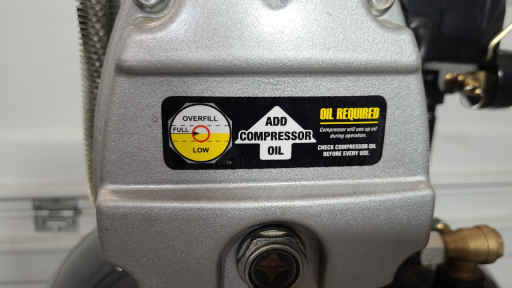 OVERFILL
FULL
LOW
ADD
COMPRESSOR
OIL
OIL REQUIRED
Compressor will use up oil
during operation.
CHECK COMPRESSOR OIL
BEFORE EVERY USE.